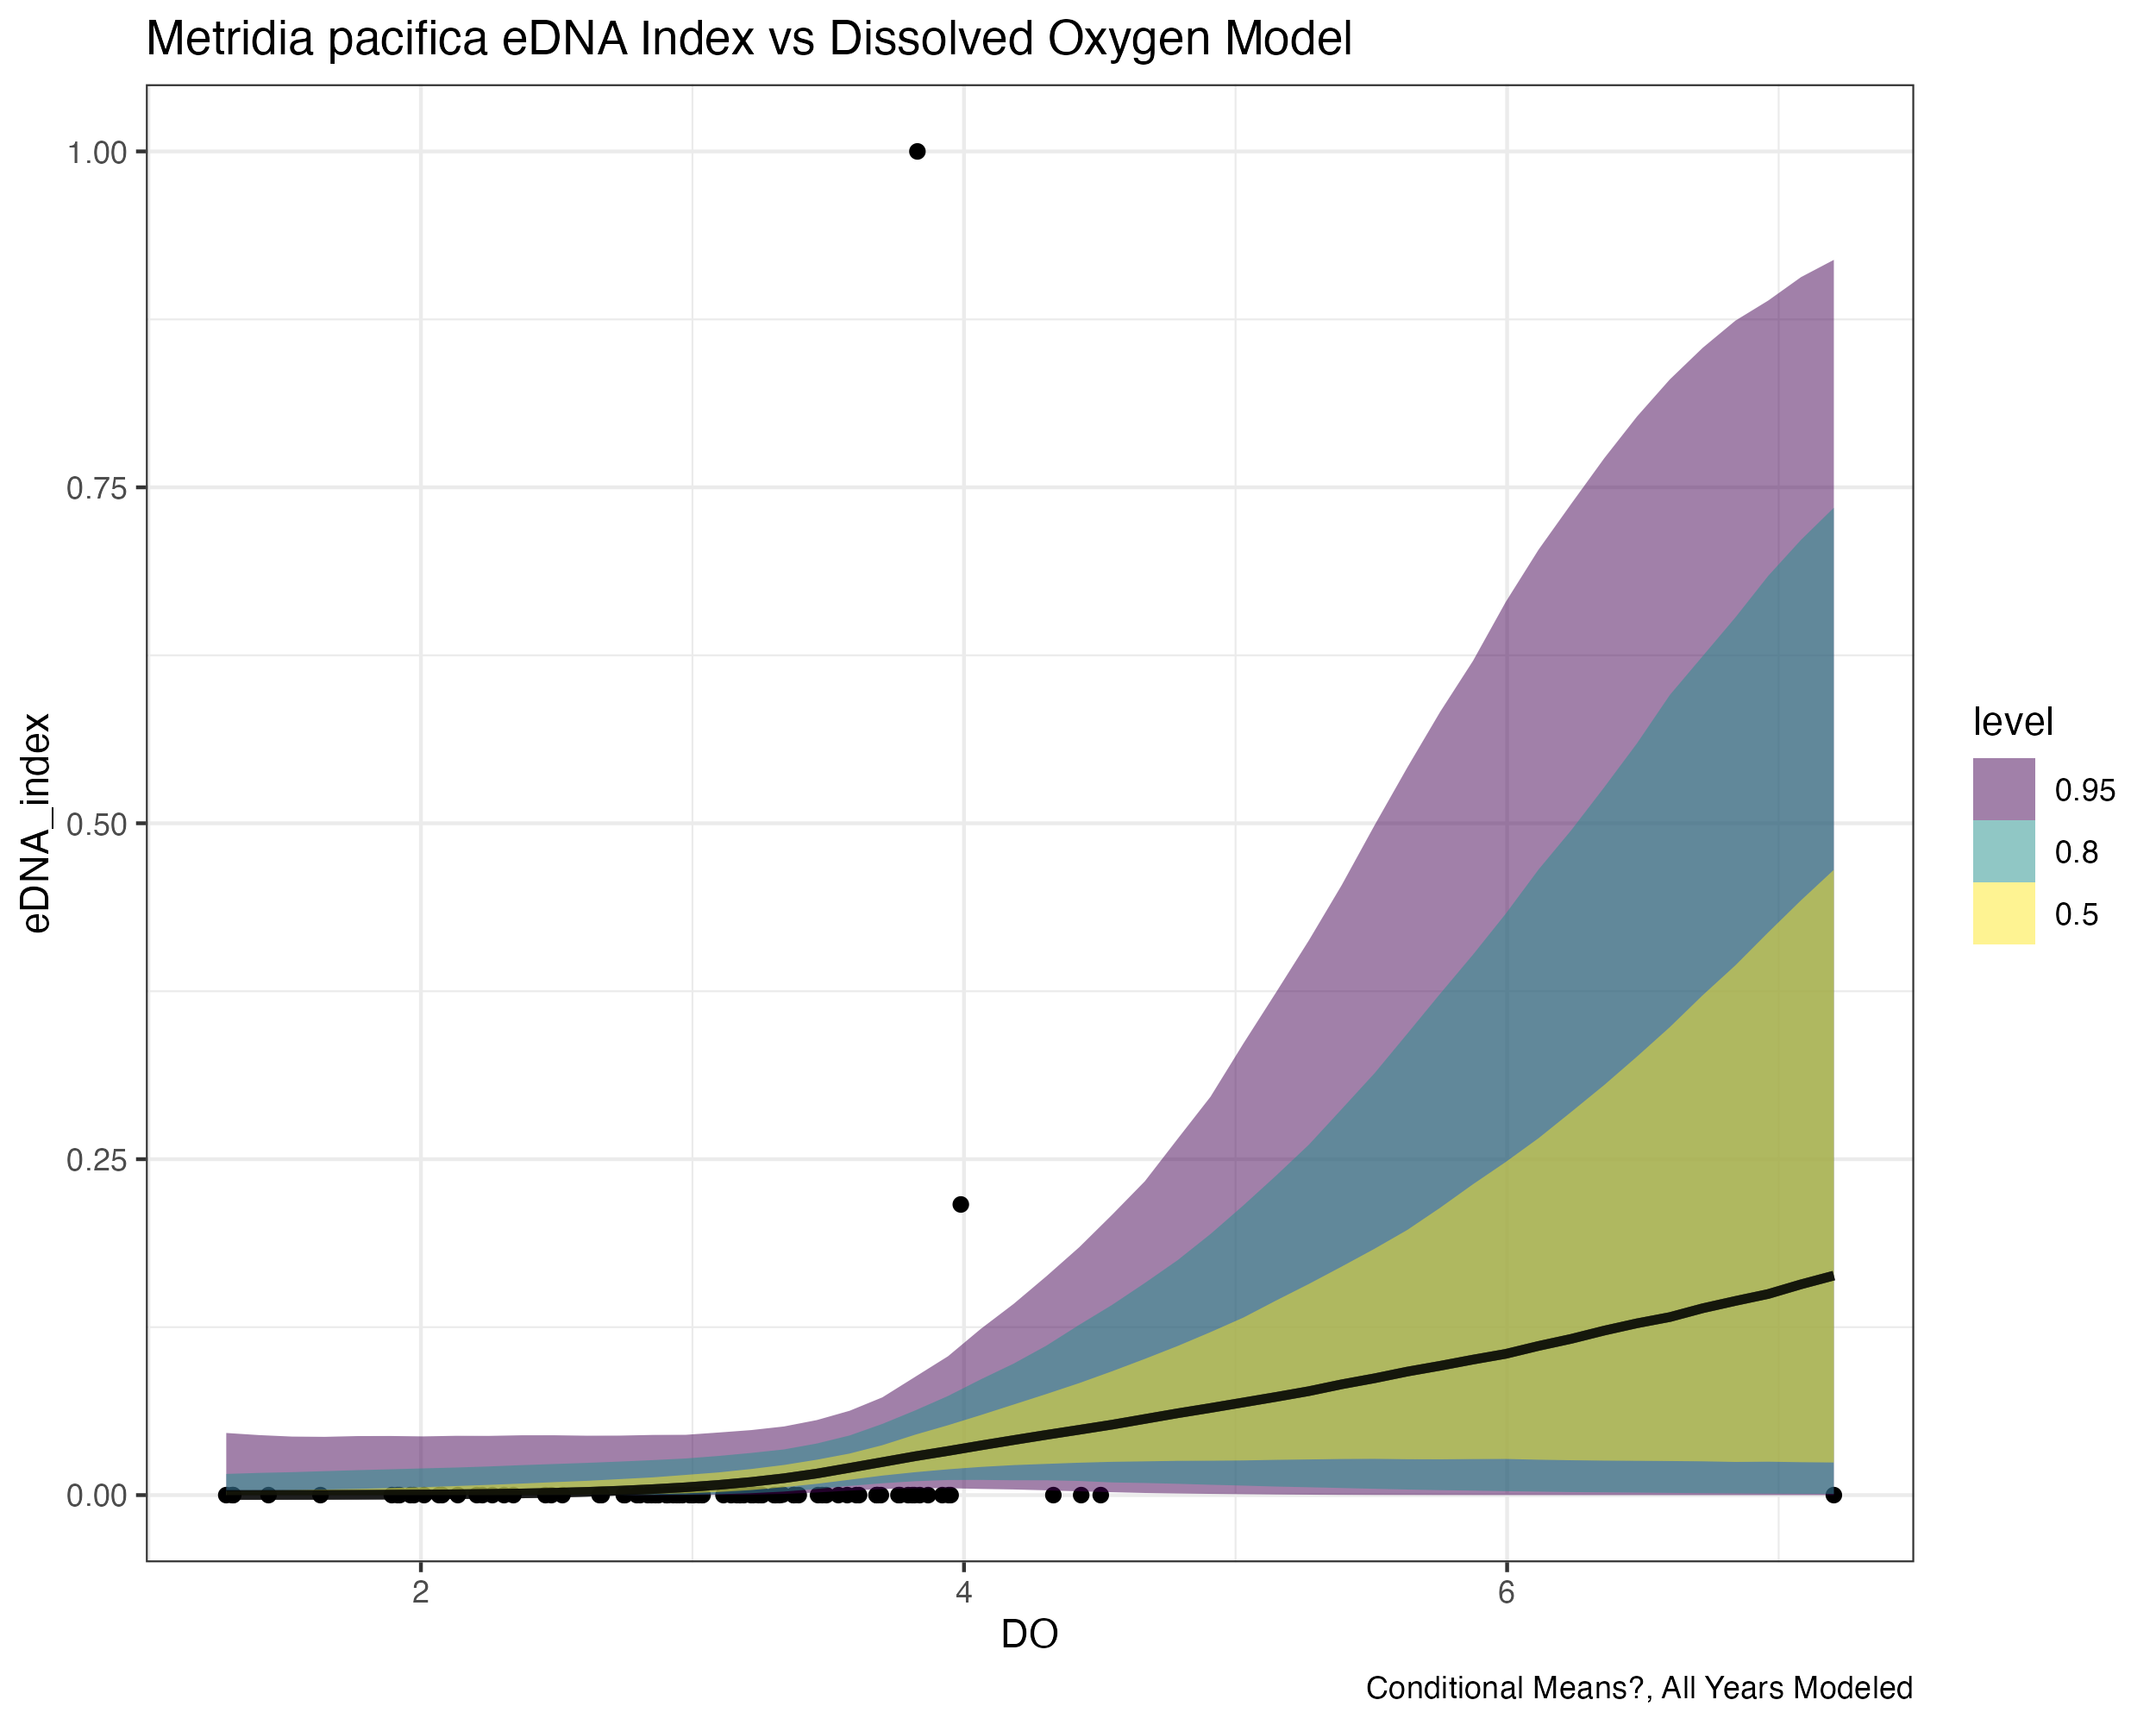 Metridia pacifica eDNA Index vs Dissolved Oxygen Model
eDNA_index
1.00
0.75
0.50
0.25
0.00
2
4
6
DO
level
0.95
0.8
0.5
Conditional Means?, All Years Modeled